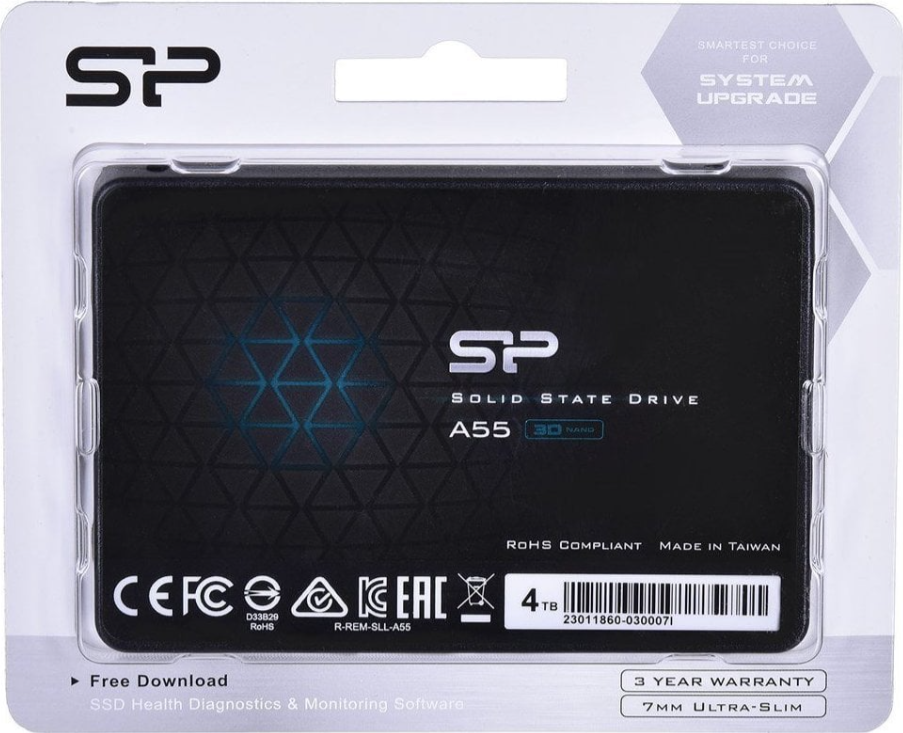 SP
SMARTEST CHOICE
FOR
SYSTEM
UPGRADE
SP
SOLID STATE DRIVE
A55 3D NAND
ROHS COMPLIANT MADE IN TAIWAN
CE FC EAC
D33B29
RoHS
R-REM-SLL-A55
4TB
23011860-030007I
▸ Free Download
SSD Health Diagnostics & Monitoring Software
3 YEAR WARRANTY
7MM ULTRA-SLIM